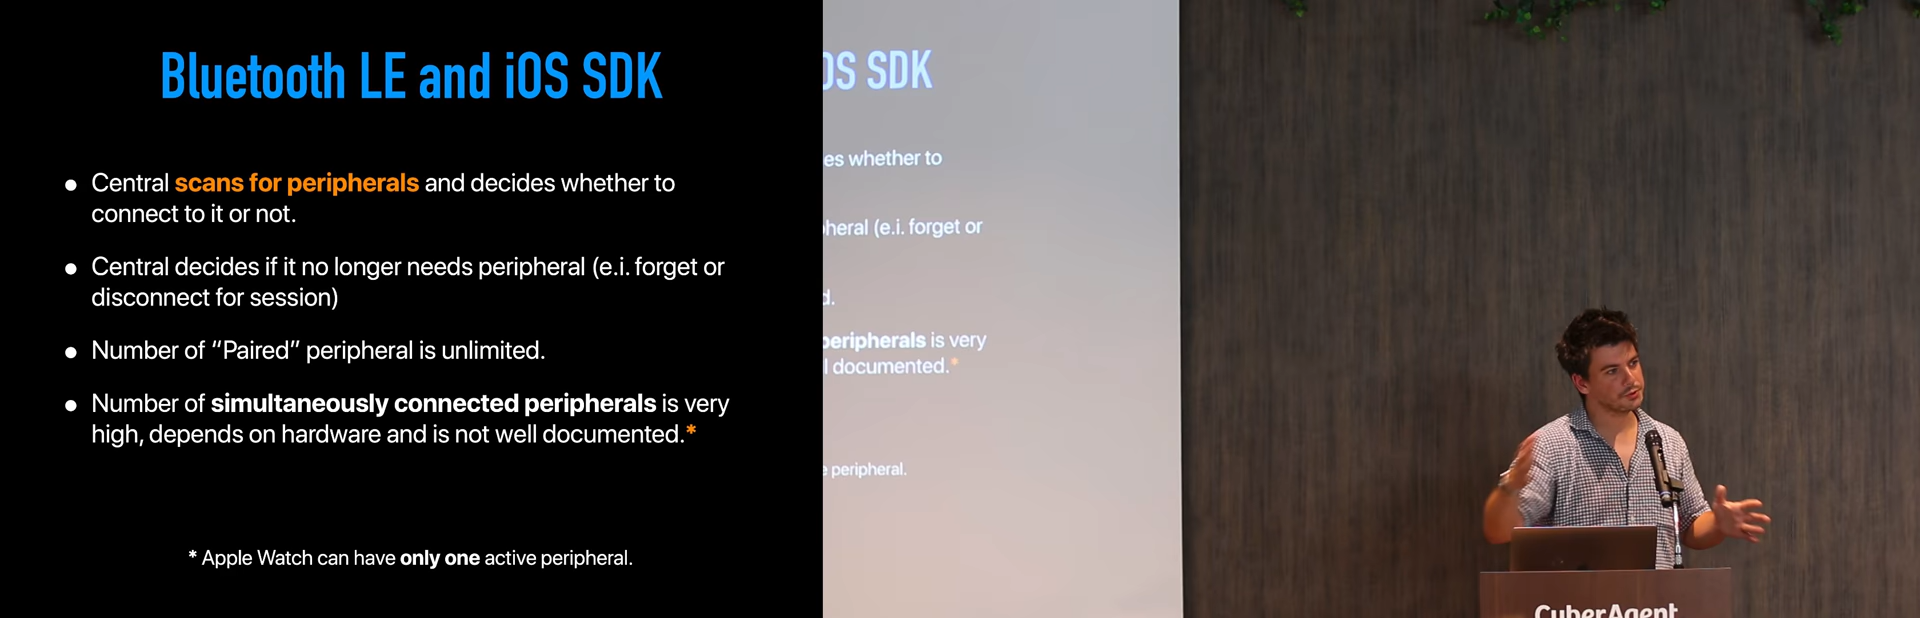 Bluetooth LE and iOS SDK
● Central scans for peripherals and decides whether to
connect to it or not.
● Central decides if it no longer needs peripheral (e.i. forget or
disconnect for session)
● Number of “Paired” peripheral is unlimited.
● Number of simultaneously connected peripherals is very
high, depends on hardware and is not well documented.*
* Apple Watch can have only one active peripheral.
OS SDK
es whether to
heral (e.i. forget or
d.
peripherals is very
l documented.*
e peripheral.
CyberAgent